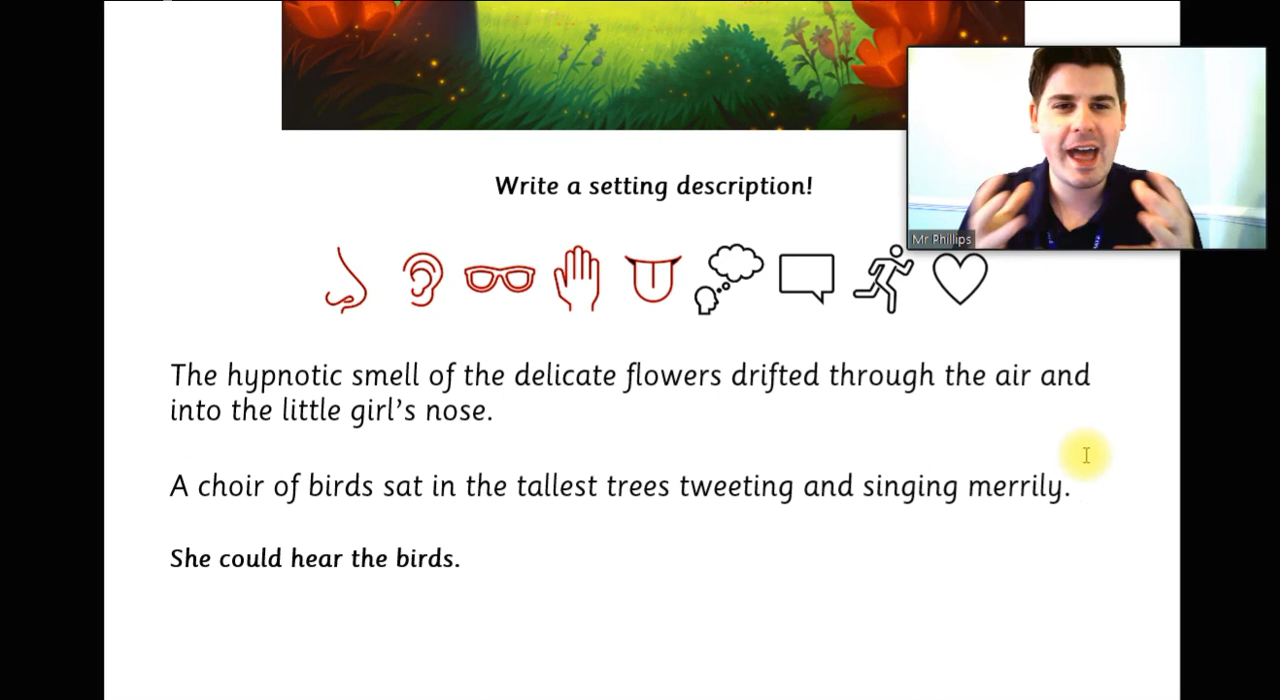 Mr Phillips
Write a setting description!
The hypnotic smell of the delicate flowers drifted through the air and
into the little girl's nose.
A choir of birds sat in the tallest trees tweeting and singing merrily.
She could hear the birds.